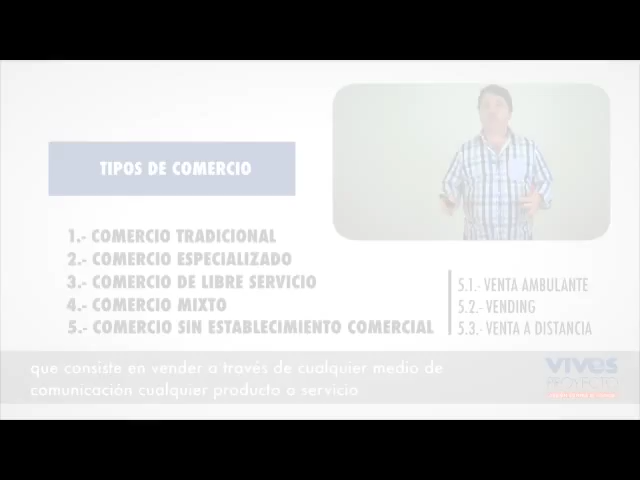 TIPOS DE COMERCIO
1.- COMERCIO TRADICIONAL
2.- COMERCIO ESPECIALIZADO
3.- COMERCIO DE LIBRE SERVICIO
4.- COMERCIO MIXTO
5.- COMERCIO SIN ESTABLECIMIENTO COMERCIAL
5.1.- VENTA AMBULANTE
5.2.- VENDING
5.3.- VENTA A DISTANCIA
que consiste en vender a través de cualquier medio de
comunicación cualquier producto o servicio
VIVES
PROYECTO